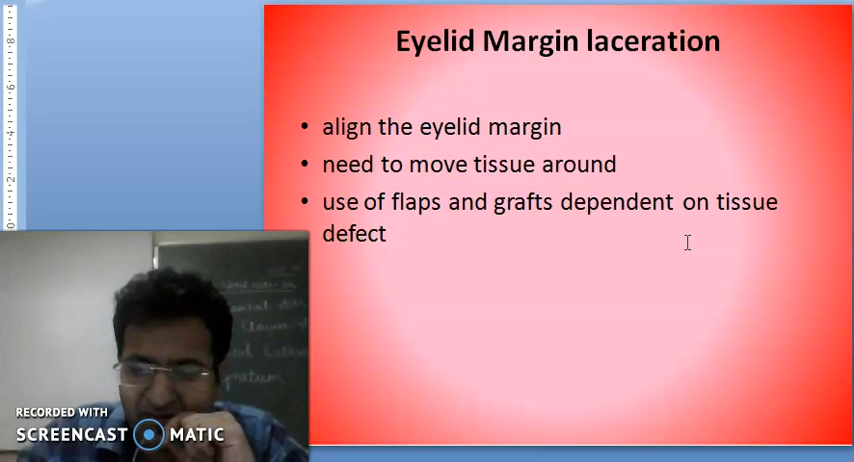 Eyelid Margin laceration
• align the eyelid margin
• need to move tissue around
• use of flaps and grafts dependent on tissue
defect
RECORDED WITH
SCREENCAST MATIC